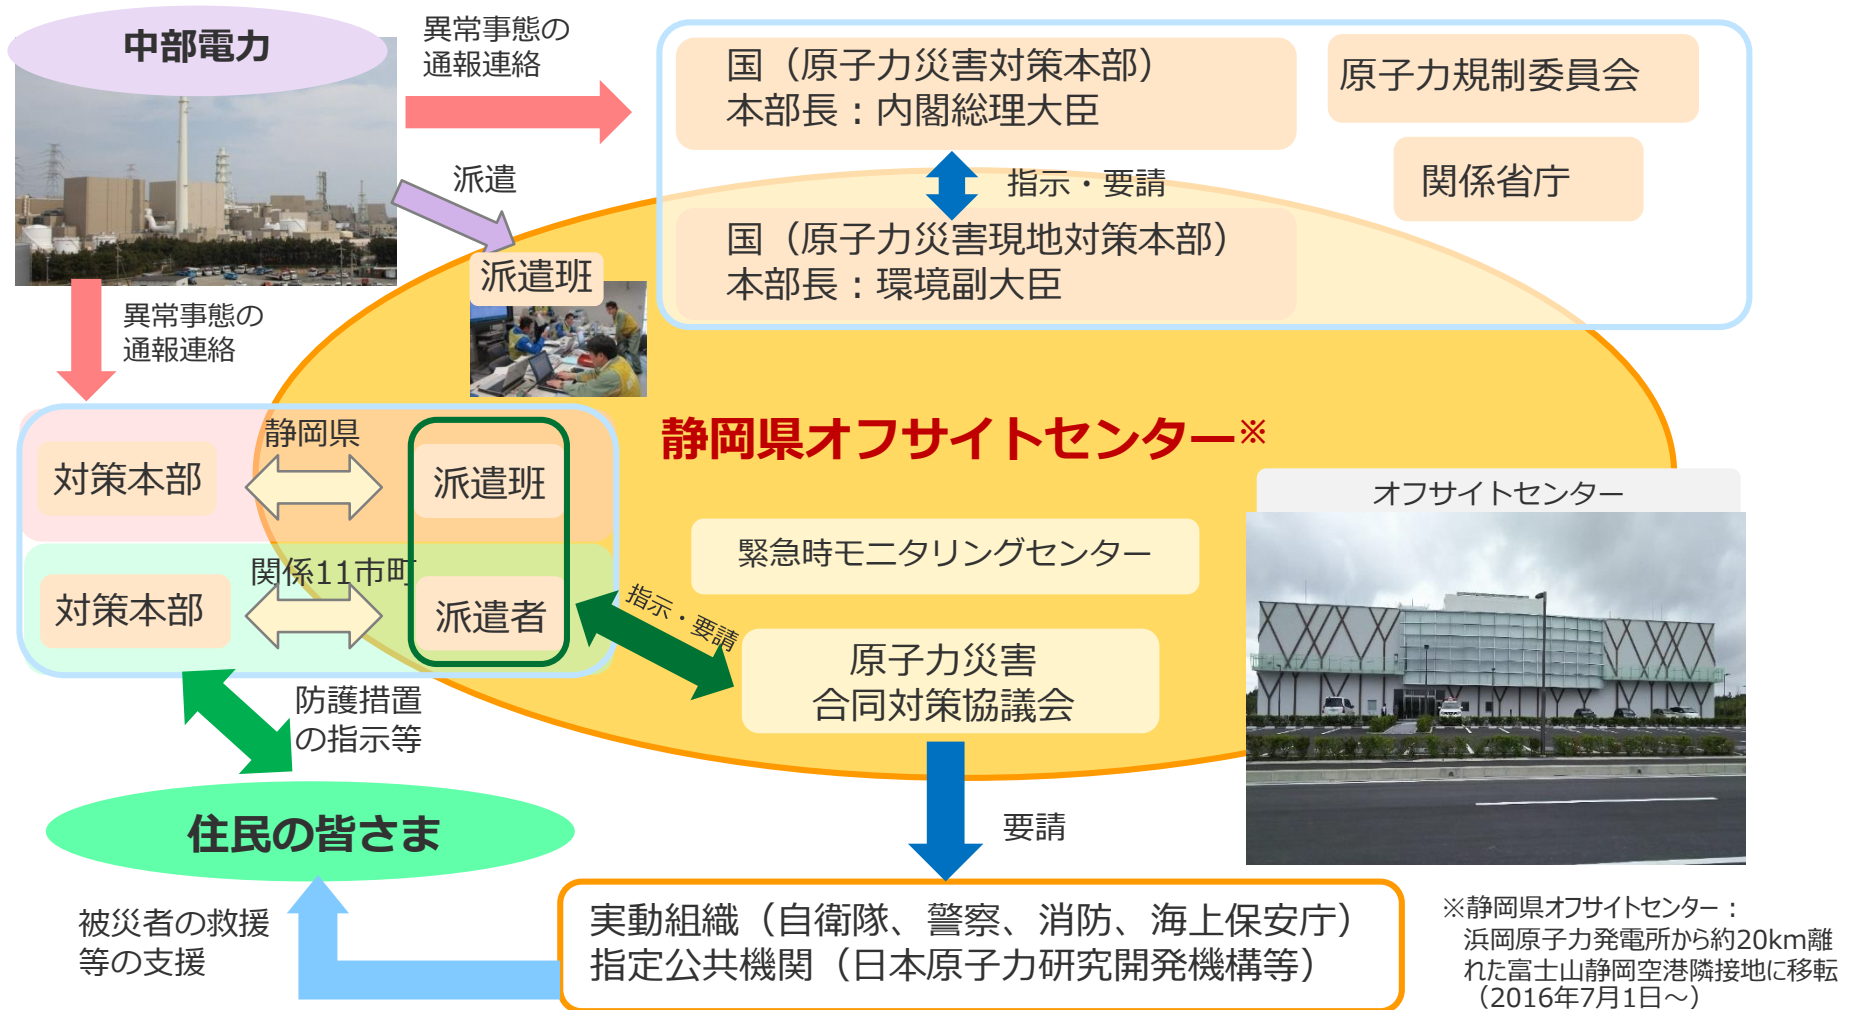 中部電力
異常事態の
通報連絡
国（原子力災害対策本部）
本部長：内閣総理大臣
原子力規制委員会
関係省庁
派遣
指示・要請
国（原子力災害現地対策本部）
本部長：環境副大臣
派遣班
異常事態の
通報連絡
静岡県オフサイトセンター※
静岡県
対策本部
派遣班
オフサイトセンター
緊急時モニタリングセンター
関係11市町
対策本部
派遣者
指示・要請
原子力災害
合同対策協議会
防護措置
の指示等
住民の皆さま
要請
被災者の救援
等の支援
実動組織（自衛隊、警察、消防、海上保安庁）
指定公共機関（日本原子力研究開発機構等）
※静岡県オフサイトセンター：
浜岡原子力発電所から約20km離
れた富士山静岡空港隣接地に移転
（2016年7月1日～）